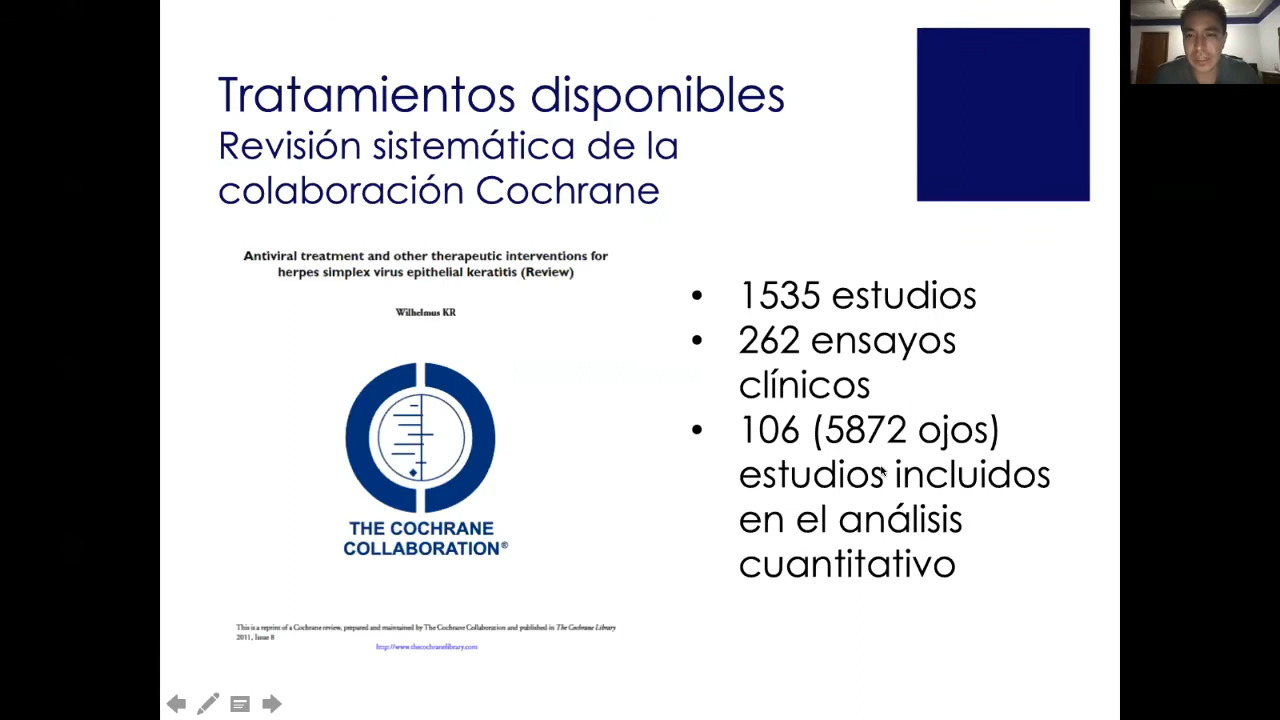 Tratamientos disponibles
Revisión sistemática de la
colaboración Cochrane
Antiviral treatment and other therapeutic interventions for
herpes simplex virus epithelial keratitis (Review)
Wilhelmus KR
THE COCHRANE
COLLABORATION®
This is a reprint of a Cochrane review, prepared and maintained by The Cochrane Collaboration and published in The Cochrane Library
2011, Issue 8
http://www.thecochranelibrary.com
• 1535 estudios
• 262 ensayos
clínicos
• 106 (5872 ojos)
estudios incluidos
en el análisis
cuantitativo